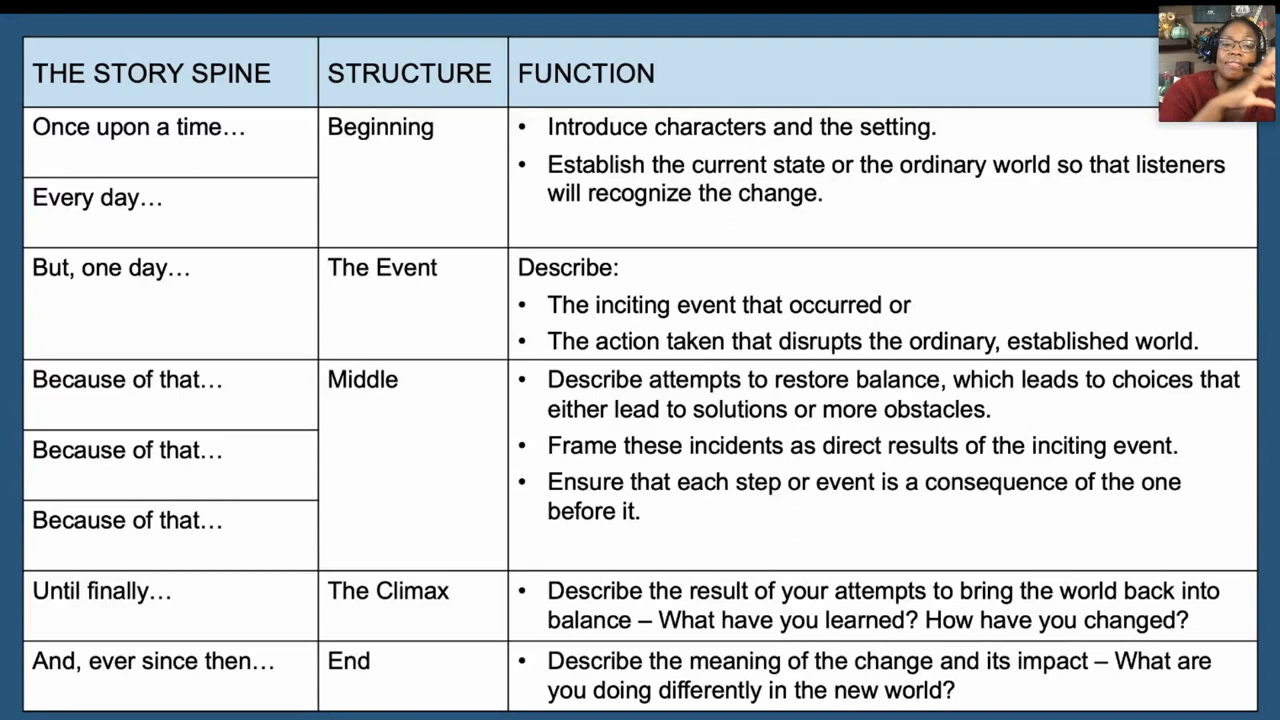 THE STORY SPINE
STRUCTURE
FUNCTION
Once upon a time…
Every day…
Beginning
• Introduce characters and the setting.
• Establish the current state or the ordinary world so that listeners
will recognize the change.
But, one day…
The Event
Describe:
• The inciting event that occurred or
• The action taken that disrupts the ordinary, established world.
Because of that…
Because of that…
Because of that…
Middle
• Describe attempts to restore balance, which leads to choices that
either lead to solutions or more obstacles.
• Frame these incidents as direct results of the inciting event.
• Ensure that each step or event is a consequence of the one
before it.
Until finally…
The Climax
• Describe the result of your attempts to bring the world back into
balance – What have you learned? How have you changed?
And, ever since then…
End
• Describe the meaning of the change and its impact – What are
you doing differently in the new world?